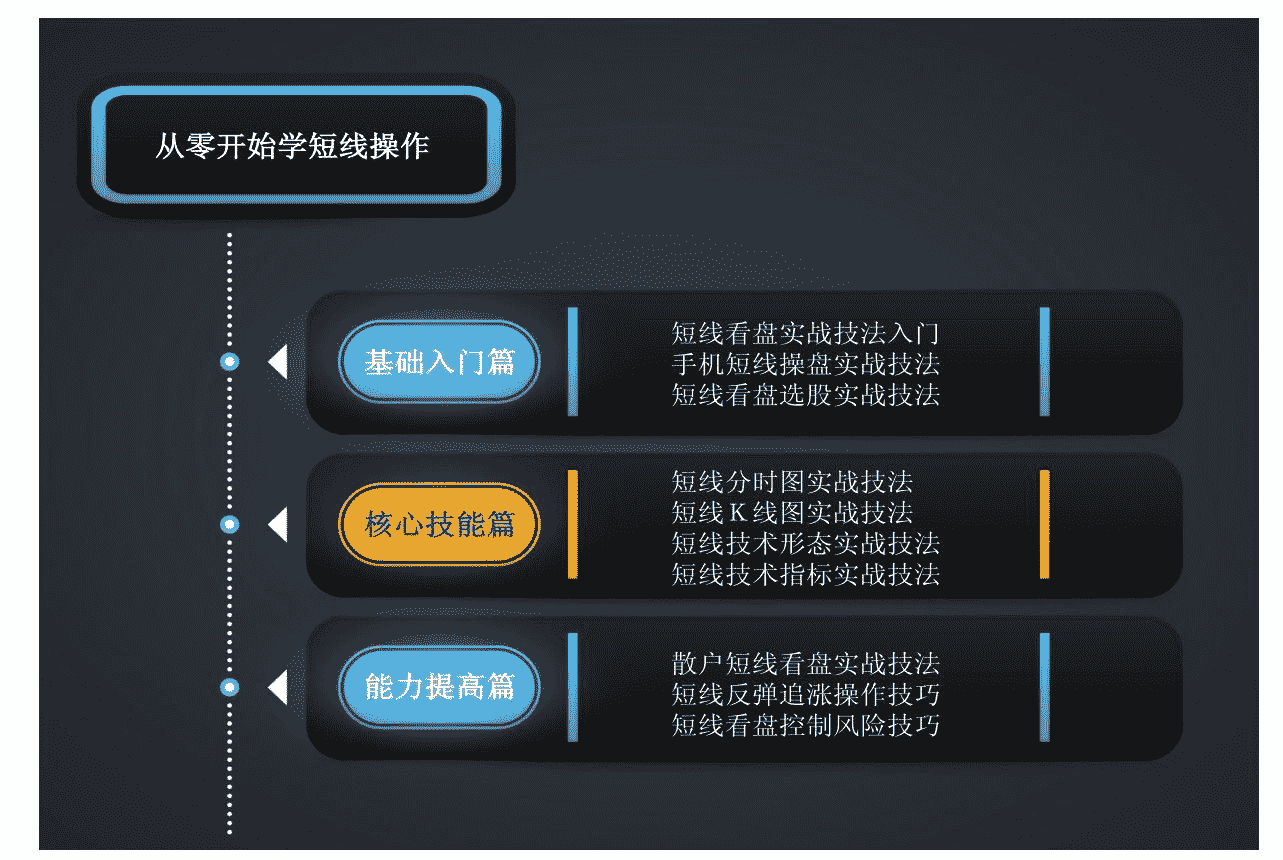 从零开始学短线操作
基础入门篇
短线看盘实战技法入门
手机短线操盘实战技法
短线看盘选股实战技法
核心技能篇
短线分时图实战技法
短线K线图实战技法
短线技术形态实战技法
短线技术指标实战技法
能力提高篇
散户短线看盘实战技法
短线反弹追涨操作技巧
短线看盘控制风险技巧